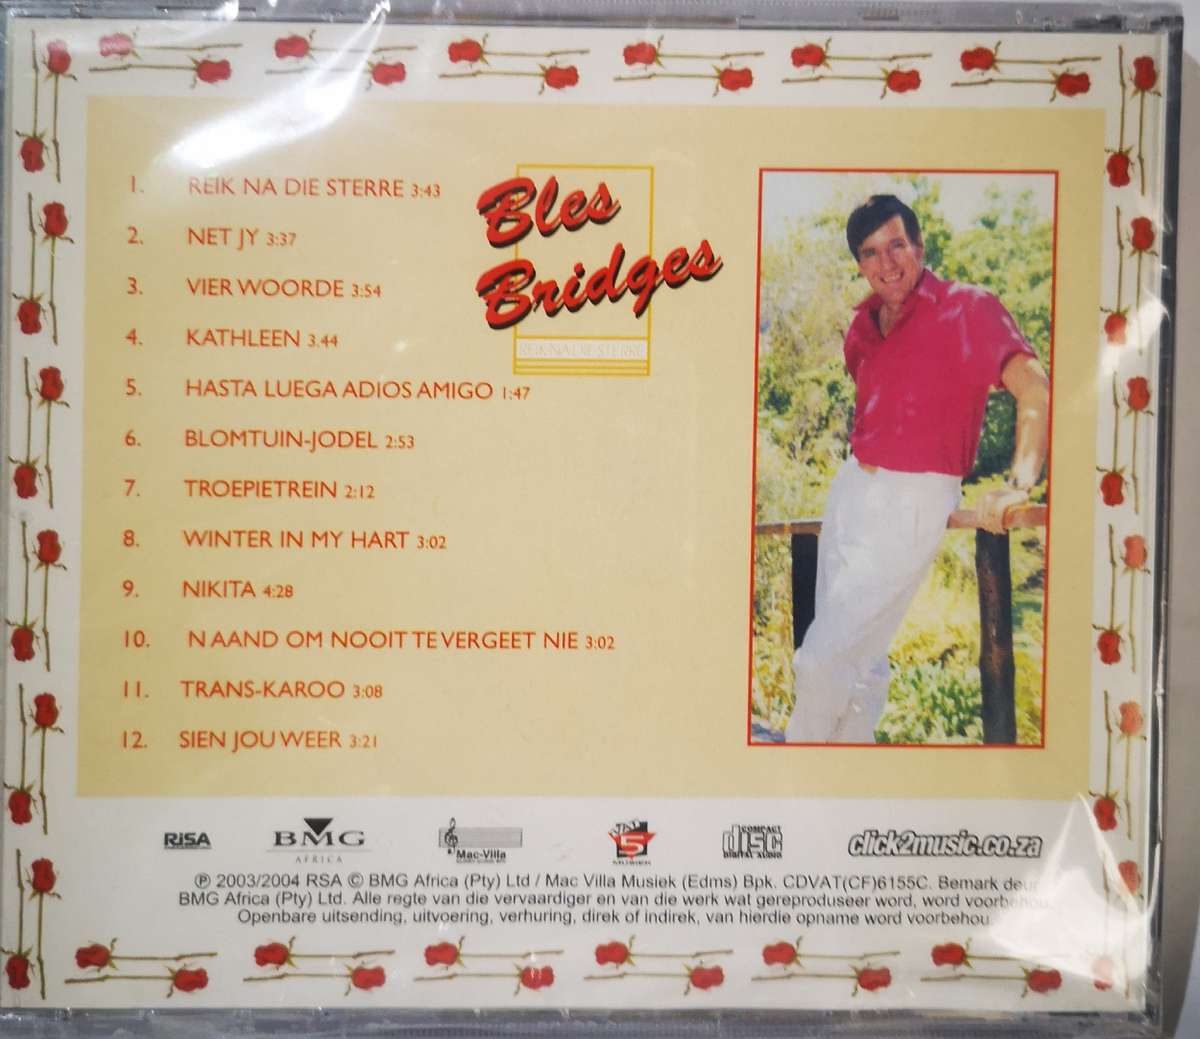 1. REIK NA DIE STERRE 3:43
2. NET JY 3:37
3. VIER WOORDE 3:54
4. KATHLEEN 3.44
5. HASTA LUEGA ADIOS AMIGO 1:47
6. BLOMTUIN-JODEL 2:53
7. TROEPIETREIN 2:12
8. WINTER IN MY HART 3:02
9. NIKITA 4:28
10. N AAND OM NOOIT TE VERGEET NIE 3:02
11. TRANS-KAROO 3:08
12. SIEN JOU WEER 3:21
Bles
Bridges
REIK NA DIE STERRE
RiSA
BMG
AFRICA
Mac-Villa
5
MUSIEK
COMPACT
disc
DIGITAL AUDIO
click2music.co.za
℗ 2003/2004 RSA © BMG Africa (Pty) Ltd / Mac Villa Musiek (Edms) Bpk. CDVAT(CF)6155C. Bemark deur
BMG Africa (Pty) Ltd. Alle regte van die vervaardiger en van die werk wat gereproduseer word, word voorbehou.
Openbare uitsending, uitvoering, verhuring, direk of indirek, van hierdie opname word voorbehou.